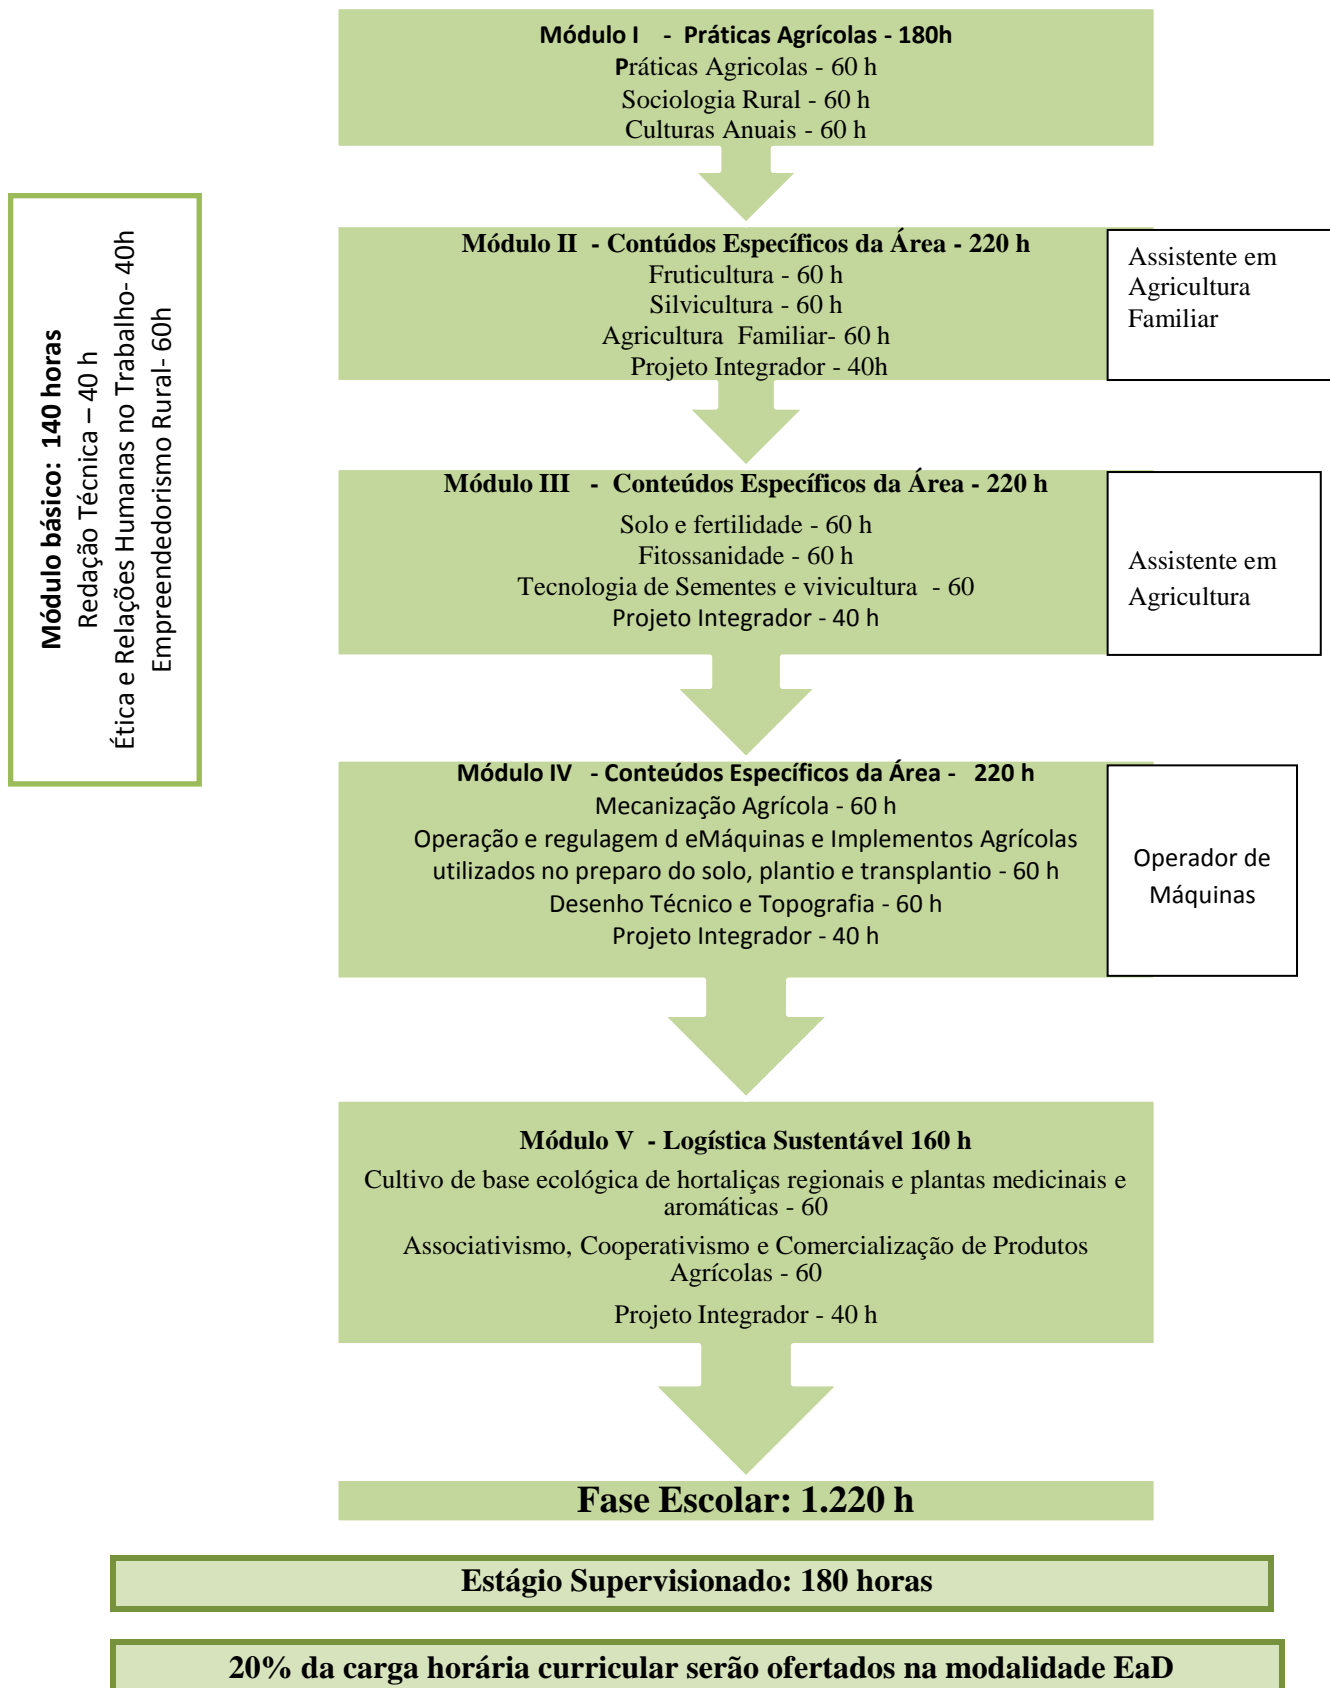 Módulo I - Práticas Agrícolas - 180h
Práticas Agricolas - 60 h
Sociologia Rural - 60 h
Culturas Anuais - 60 h
Módulo básico: 140 horas
Redação Técnica – 40 h
Ética e Relações Humanas no Trabalho- 40h
Empreendedorismo Rural- 60h
Módulo II - Contúdos Específicos da Área - 220 h
Fruticultura - 60 h
Silvicultura - 60 h
Agricultura Familiar- 60 h
Projeto Integrador - 40h
Assistente em
Agricultura
Familiar
Módulo III - Conteúdos Específicos da Área - 220 h
Solo e fertilidade - 60 h
Fitossanidade - 60 h
Tecnologia de Sementes e vivicultura - 60
Projeto Integrador - 40 h
Assistente em
Agricultura
Módulo IV - Conteúdos Específicos da Área - 220 h
Mecanização Agrícola - 60 h
Operação e regulagem d eMáquinas e Implementos Agrícolas
utilizados no preparo do solo, plantio e transplantio - 60 h
Desenho Técnico e Topografia - 60 h
Projeto Integrador - 40 h
Operador de
Máquinas
Módulo V - Logística Sustentável 160 h
Cultivo de base ecológica de hortaliças regionais e plantas medicinais e
aromáticas - 60
Associativismo, Cooperativismo e Comercialização de Produtos
Agrícolas - 60
Projeto Integrador - 40 h
Fase Escolar: 1.220 h
Estágio Supervisionado: 180 horas
20% da carga horária curricular serão ofertados na modalidade EaD